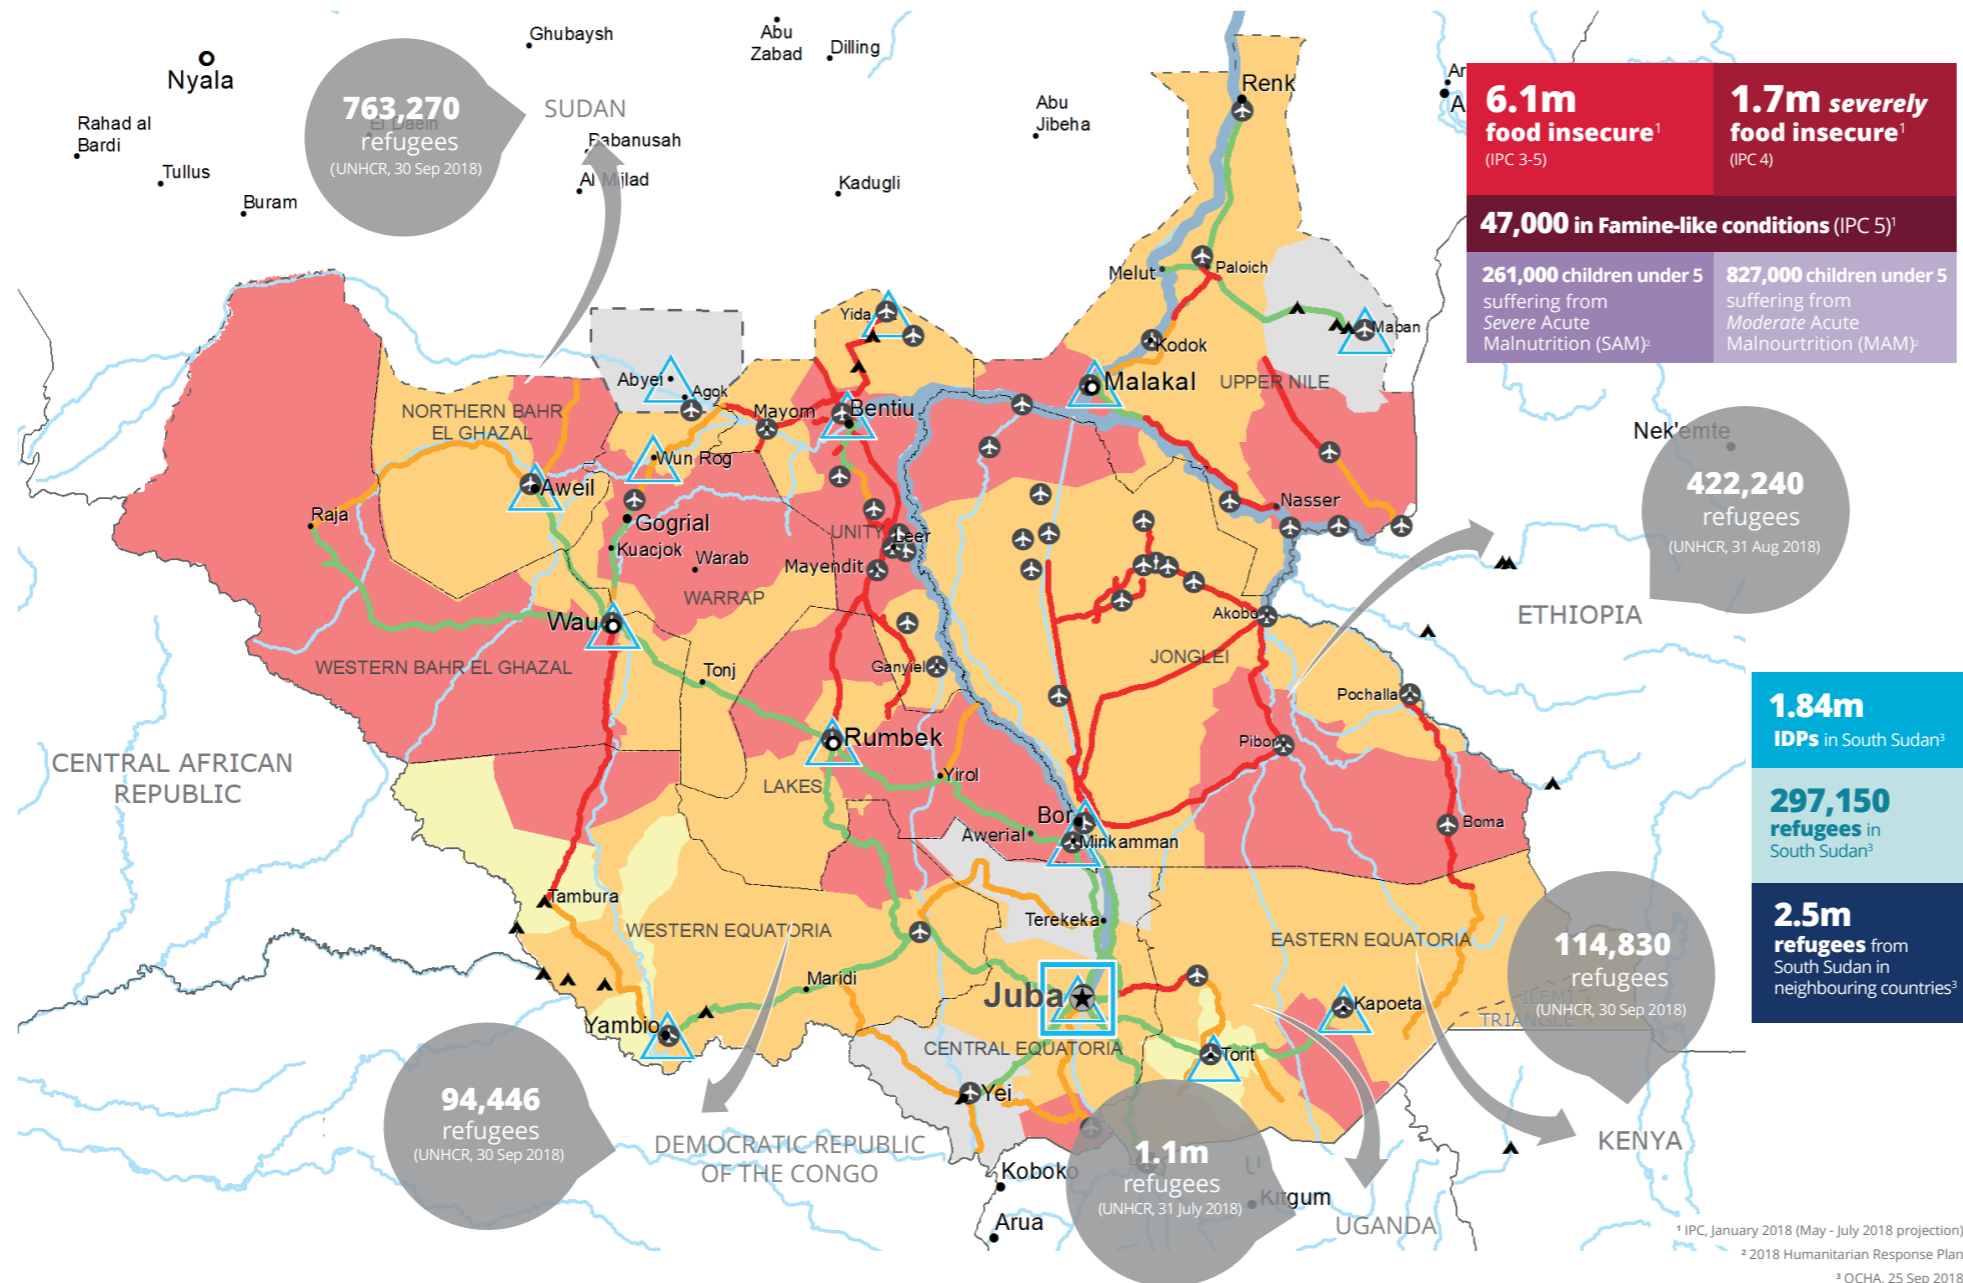 Nyala
Rahad al
Bardi
Tullus
Buram
763,270
El Daein
refugees
(UNHCR, 30 Sep 2018)
Ghubaysh
SUDAN
Babanusah
Abu
Zabad
Dilling
Kadugli
Abu
Jibeha
Renk
6.1m
food insecure¹
(IPC 3-5)
1.7m severely
food insecure¹
(IPC 4)
47,000 in Famine-like conditions (IPC 5)¹
261,000 children under 5
suffering from
Severe Acute
Malnutrition (SAM)²
827,000 children under 5
suffering from
Moderate Acute
Malnourtrition (MAM)²
Melut
Paloich
Yida
Maban
Kodok
Abyei
Agok
Malakal
UPPER NILE
NORTHERN BAHR
EL GHAZAL
Mayom
Bentiu
Wun Rog
Aweil
Raja
Gogrial
Kuacjok
Warab
UNITY
Leer
Mayendit
Nasser
Nek'emte
422,240
refugees
(UNHCR, 31 Aug 2018)
ETHIOPIA
WARRAP
Wau
Akobo
WESTERN BAHR EL GHAZAL
Tonj
Ganyiel
JONGLEI
Pochalla
CENTRAL AFRICAN
REPUBLIC
Rumbek
Pibor
LAKES
Yirol
1.84m
IDPs in South Sudan³
297,150
refugees in
South Sudan³
2.5m
refugees from
South Sudan in
neighbouring countries³
Bor
Awerial
Minkamman
Boma
Tambura
WESTERN EQUATORIA
Terekeka
EASTERN EQUATORIA
114,830
refugees
(UNHCR, 30 Sep 2018)
ILEMI
TRIANGLE
Maridi
Juba
Kapoeta
Yambio
CENTRAL EQUATORIA
Torit
94,446
refugees
(UNHCR, 30 Sep 2018)
Yei
DEMOCRATIC REPUBLIC
OF THE CONGO
Koboko
Arua
1.1m
refugees
(UNHCR, 31 July 2018)
Kitgum
UGANDA
KENYA
¹ IPC, January 2018 (May - July 2018 projection)
² 2018 Humanitarian Response Plan
³ OCHA, 25 Sep 2018